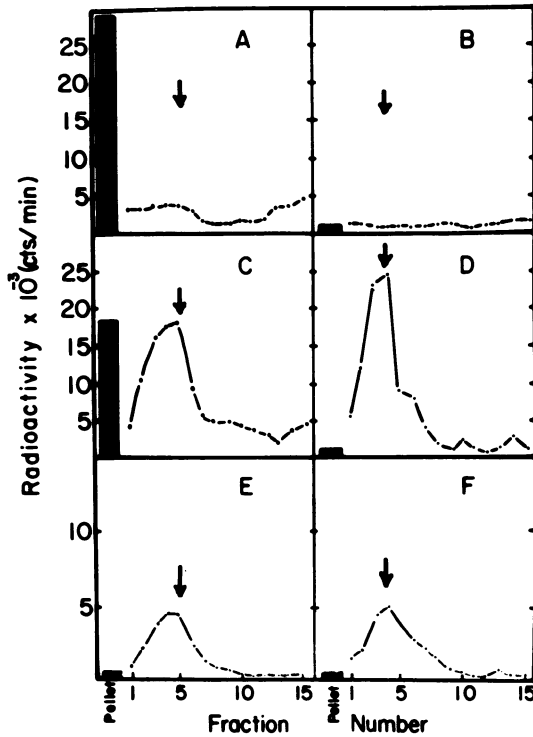 A
B
25
20
15
10
5
C
D
25
20
15
10
5
E
F
10
5
Pellet 1 5 10 15 Pellet 1 5 10 15
Fraction Number
Radioactivity x 10⁻³ (cts/min)